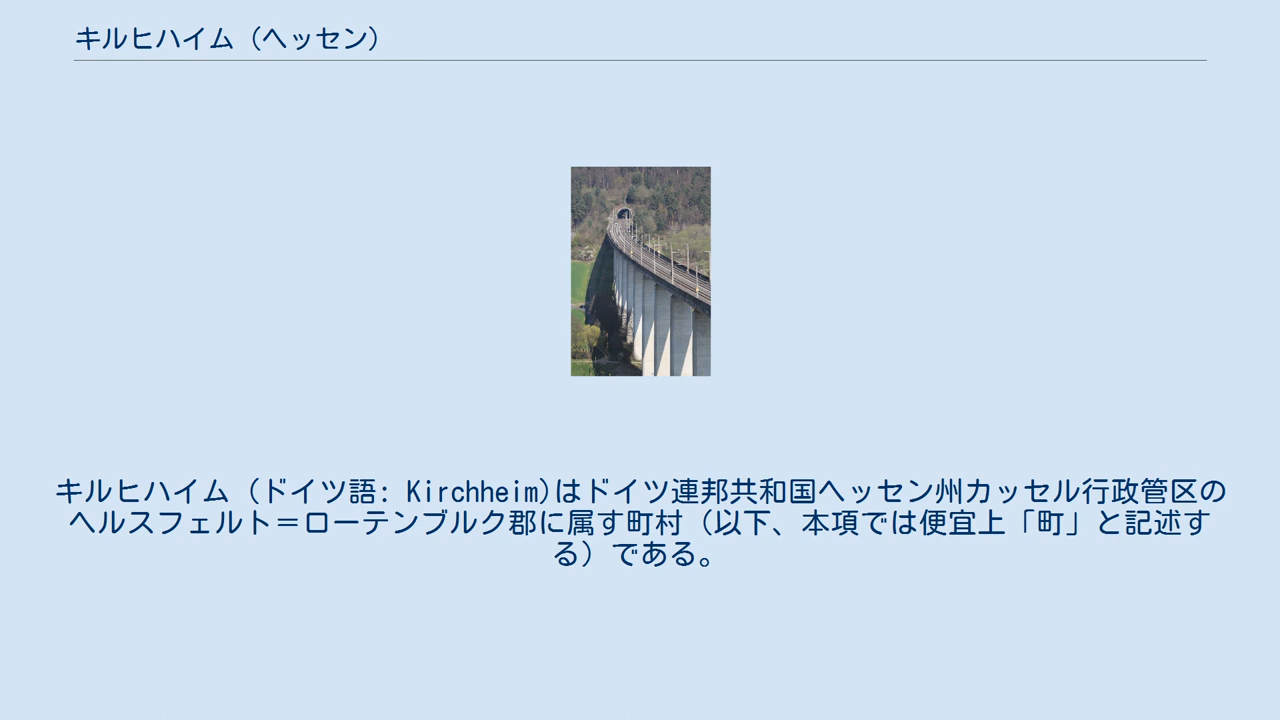 キルヒハイム (ヘッセン)
キルヒハイム (ドイツ語: Kirchheim)はドイツ連邦共和国ヘッセン州カッセル行政管区の
ヘルスフェルト＝ローテンブルク郡に属す町村（以下、本項では便宜上「町」と記述す
る）である。